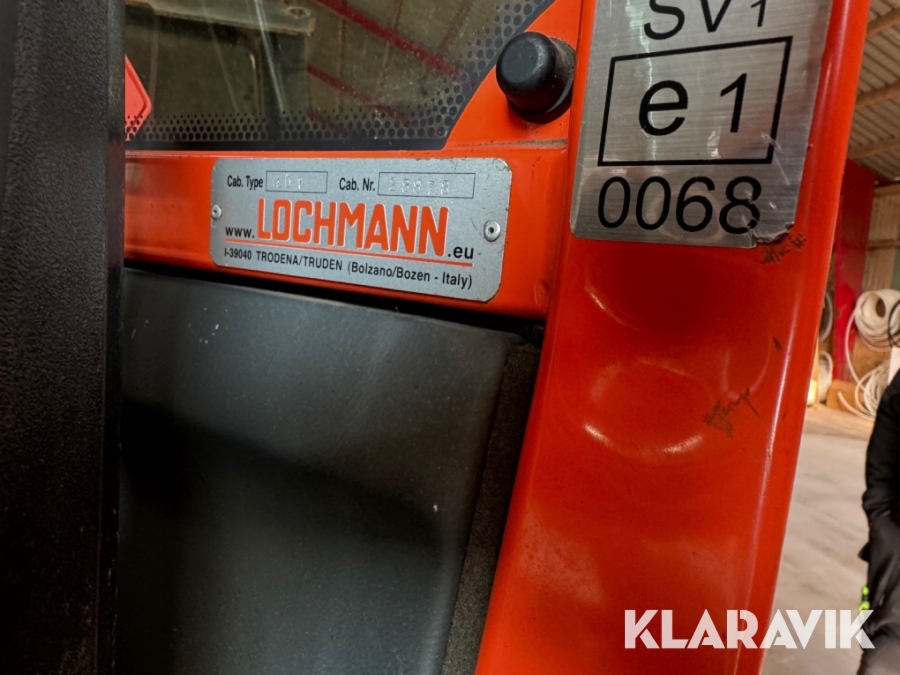 SV1
e 1
0068
Cab. Type
Cab. Nr.
www.LOCHMANN.eu
I-39040 TRODENA/TRUDEN (Bolzano/Bozen - Italy)
KLARAVIK